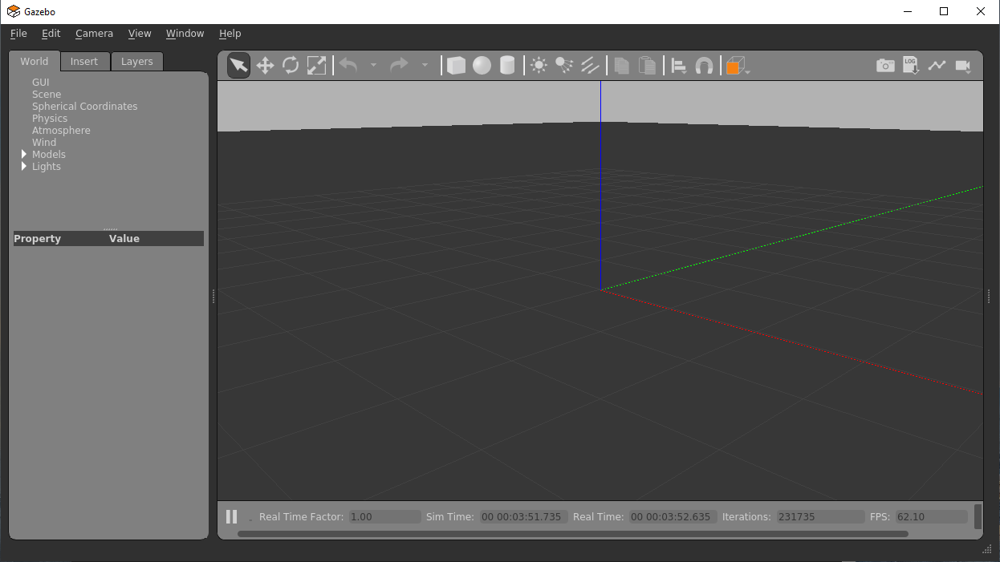 Gazebo
File Edit Camera View Window Help
World Insert Layers
GUI
Scene
Spherical Coordinates
Physics
Atmosphere
Wind
Models
Lights
Property Value
LOG
Real Time Factor: 1.00 Sim Time: 00 00:03:51.735 Real Time: 00 00:03:52.635 Iterations: 231735 FPS: 62.10